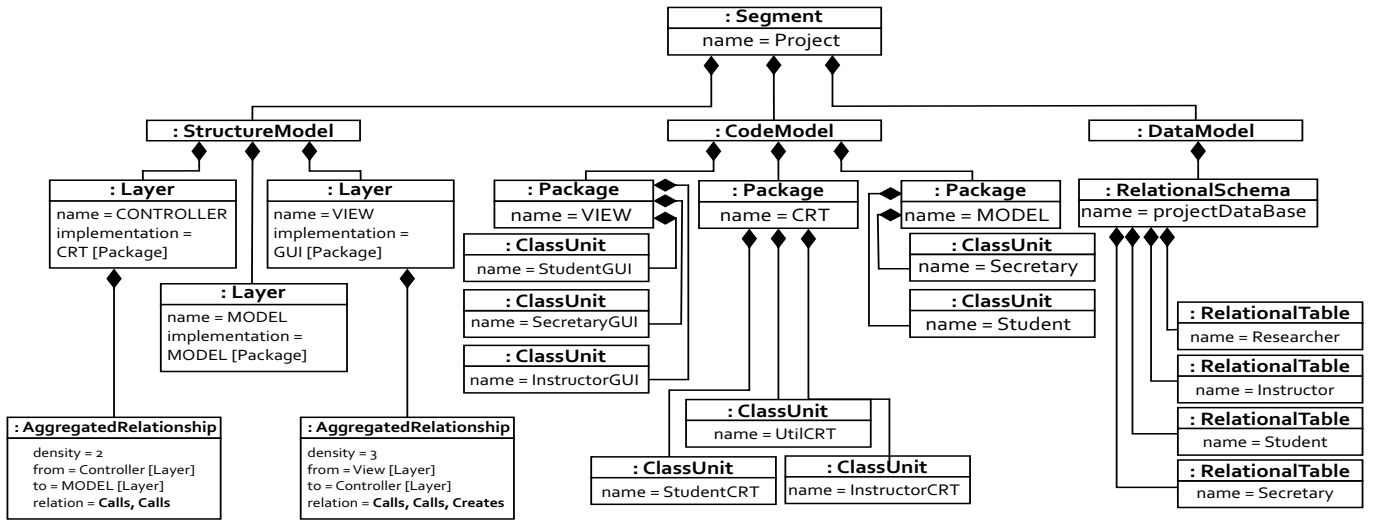 : Segment
name = Project
: StructureModel
: CodeModel
: DataModel
: Layer
name = CONTROLLER
implementation =
CRT [Package]
: Layer
name = VIEW
implementation =
GUI [Package]
: Layer
name = MODEL
implementation =
MODEL [Package]
: AggregatedRelationship
density = 2
from = Controller [Layer]
to = MODEL [Layer]
relation = Calls, Calls
: AggregatedRelationship
density = 3
from = View [Layer]
to = Controller [Layer]
relation = Calls, Calls, Creates
: Package
name = VIEW
: ClassUnit
name = StudentGUI
: ClassUnit
name = SecretaryGUI
: ClassUnit
name = InstructorGUI
: Package
name = CRT
: ClassUnit
name = UtilCRT
: ClassUnit
name = StudentCRT
: ClassUnit
name = InstructorCRT
: Package
name = MODEL
: ClassUnit
name = Secretary
: ClassUnit
name = Student
: RelationalSchema
name = projectDataBase
: RelationalTable
name = Researcher
: RelationalTable
name = Instructor
: RelationalTable
name = Student
: RelationalTable
name = Secretary